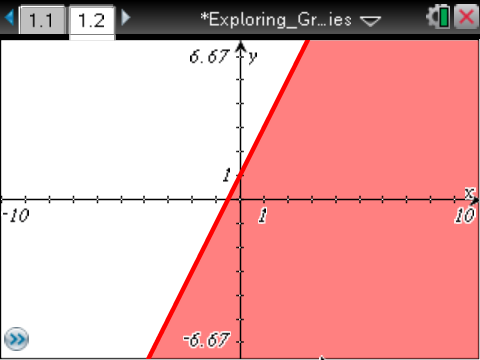 1.1 1.2 *Exploring_Gr...ies
6.67 y
1
x
-10 1 10
-6.67